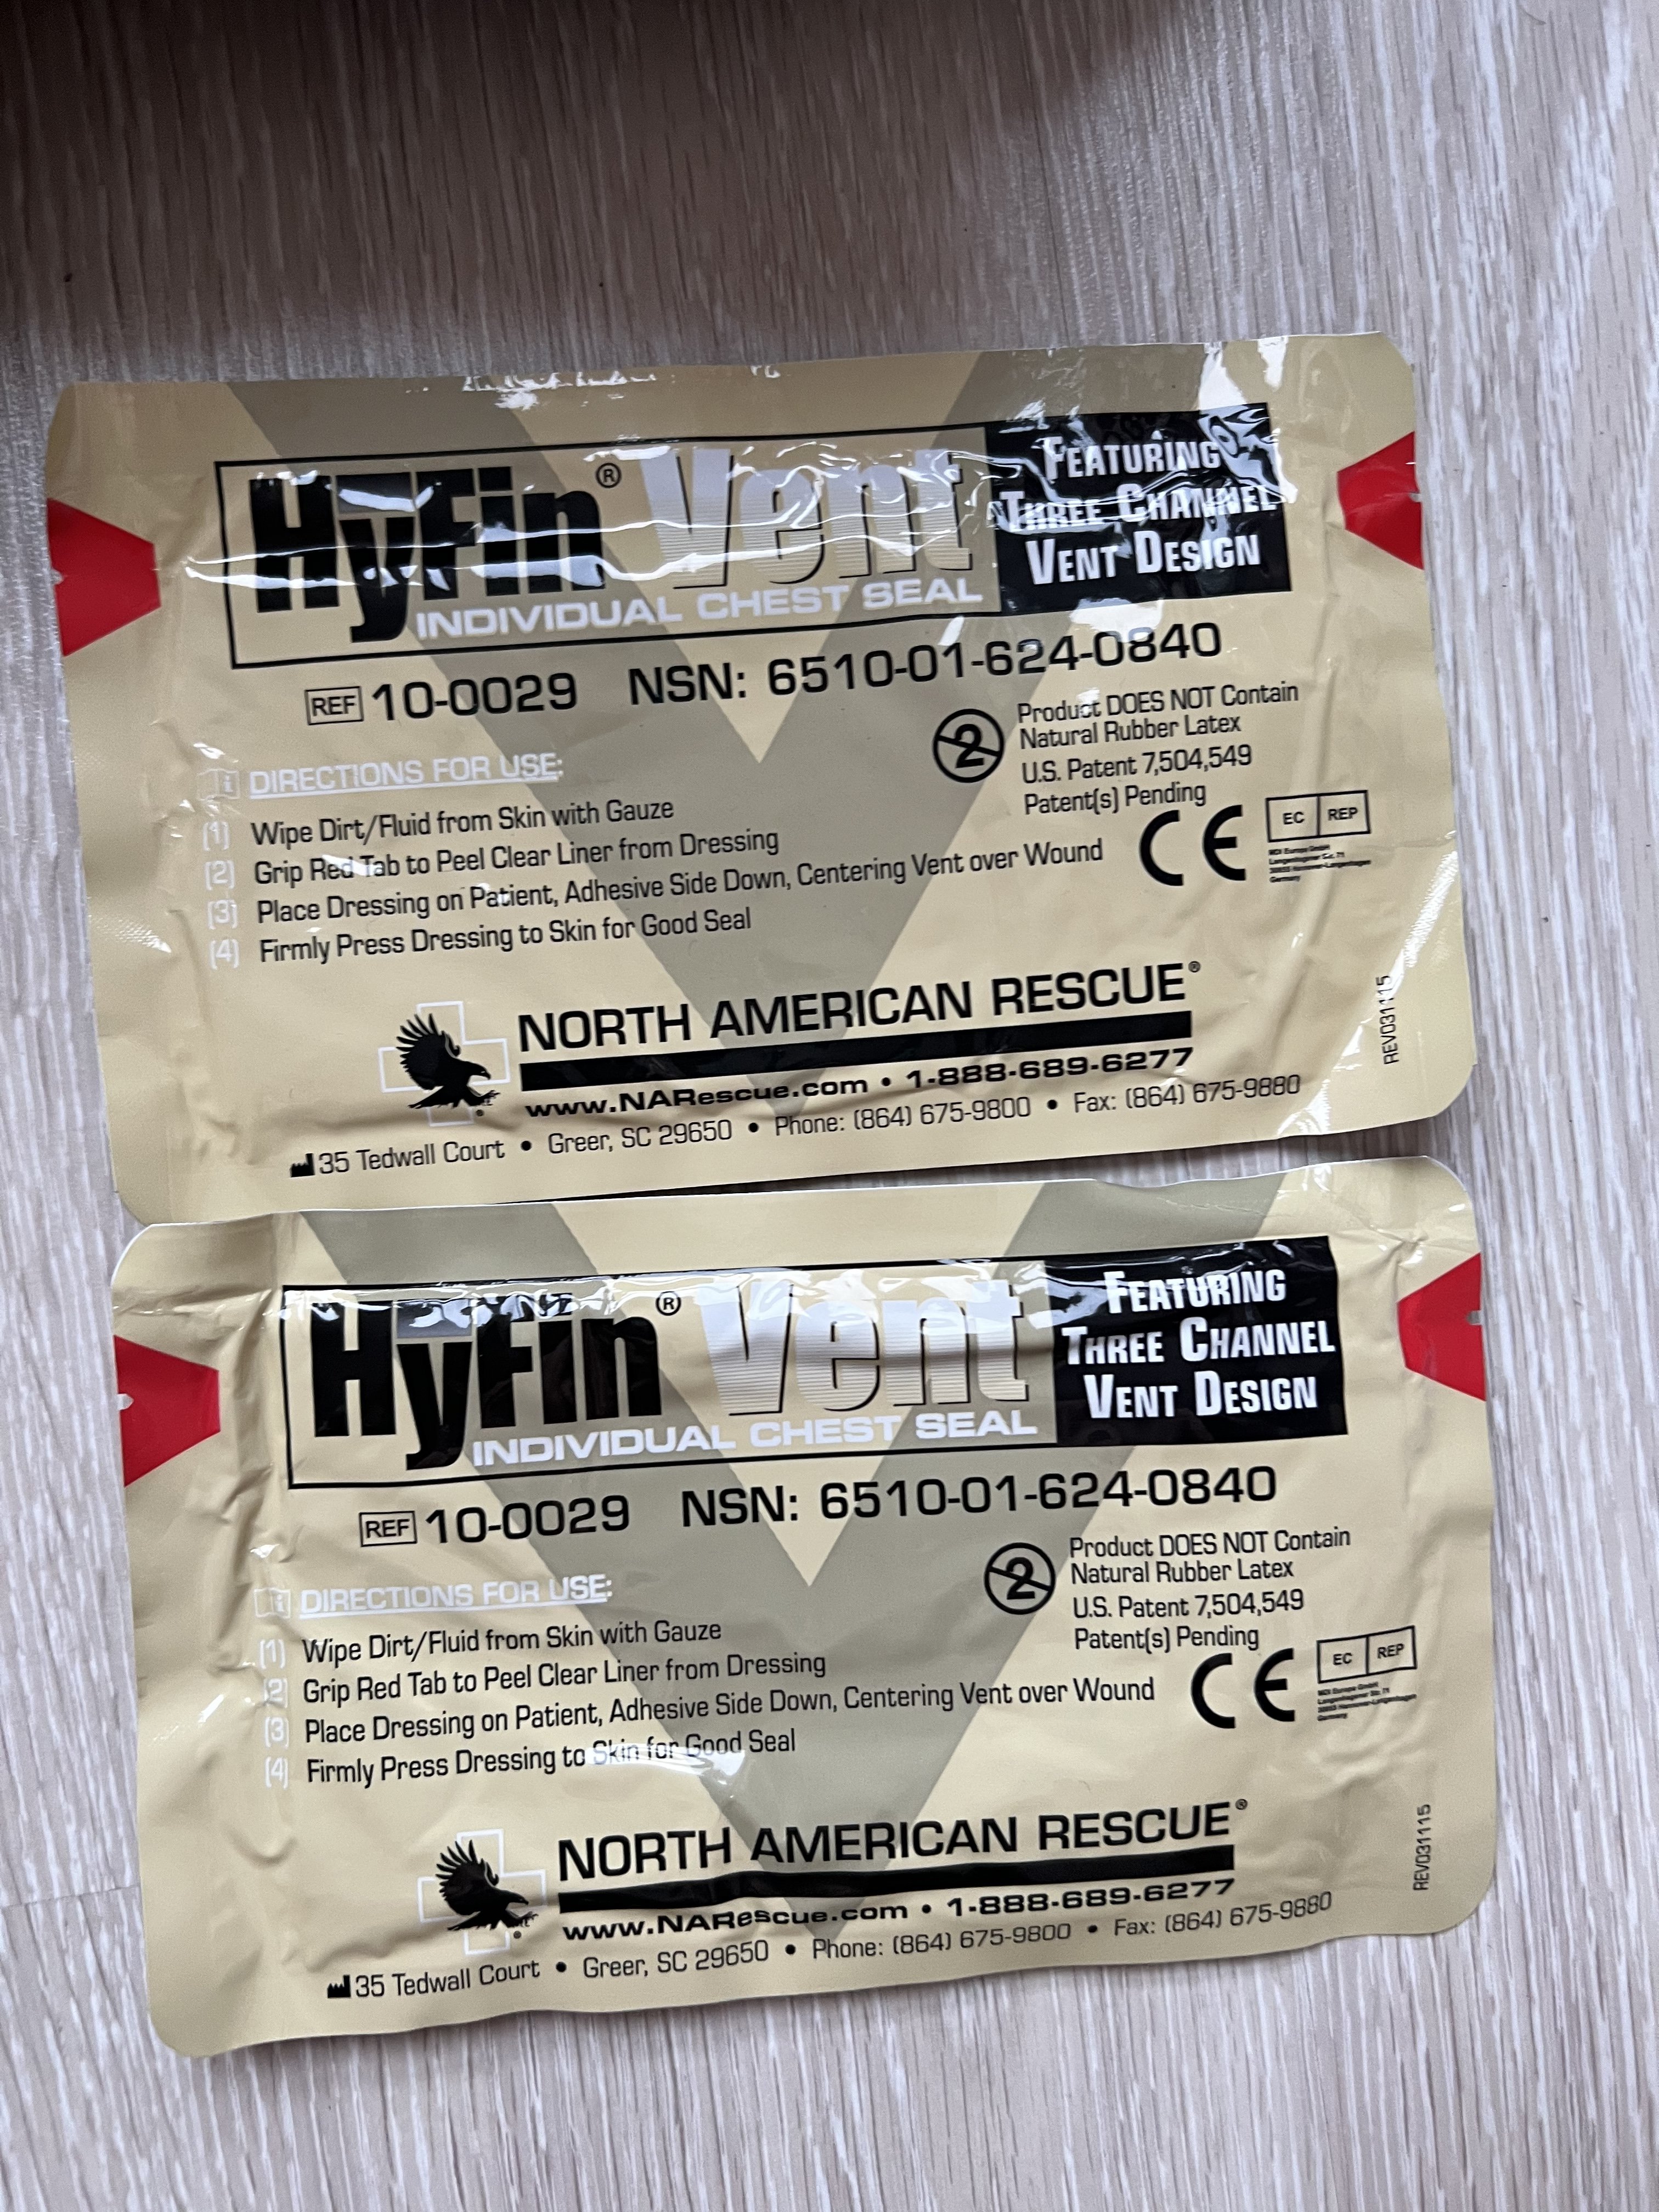 HyFin® Vent
INDIVIDUAL CHEST SEAL
FEATURING
THREE CHANNEL
VENT DESIGN
REF 10-0029 NSN: 6510-01-624-0840
DIRECTIONS FOR USE:
(1) Wipe Dirt/Fluid from Skin with Gauze
(2) Grip Red Tab to Peel Clear Liner from Dressing
(3) Place Dressing on Patient, Adhesive Side Down, Centering Vent over Wound
(4) Firmly Press Dressing to Skin for Good Seal
2
Product DOES NOT Contain
Natural Rubber Latex
U.S. Patent 7,504,549
Patent(s) Pending
CE
EC REP
MDI Europa GmbH
Germany
NORTH AMERICAN RESCUE®
www.NARescue.com • 1-888-689-6277
35 Tedwall Court • Greer, SC 29650 • Phone: (864) 675-9800 • Fax: (864) 675-9880
REV031115
HyFin® Vent
INDIVIDUAL CHEST SEAL
FEATURING
THREE CHANNEL
VENT DESIGN
REF 10-0029 NSN: 6510-01-624-0840
DIRECTIONS FOR USE:
(1) Wipe Dirt/Fluid from Skin with Gauze
(2) Grip Red Tab to Peel Clear Liner from Dressing
(3) Place Dressing on Patient, Adhesive Side Down, Centering Vent over Wound
(4) Firmly Press Dressing to Skin for Good Seal
2
Product DOES NOT Contain
Natural Rubber Latex
U.S. Patent 7,504,549
Patent(s) Pending
CE
EC REP
MDI Europa GmbH
Germany
NORTH AMERICAN RESCUE®
www.NARescue.com • 1-888-689-6277
35 Tedwall Court • Greer, SC 29650 • Phone: (864) 675-9800 • Fax: (864) 675-9880
REV031115